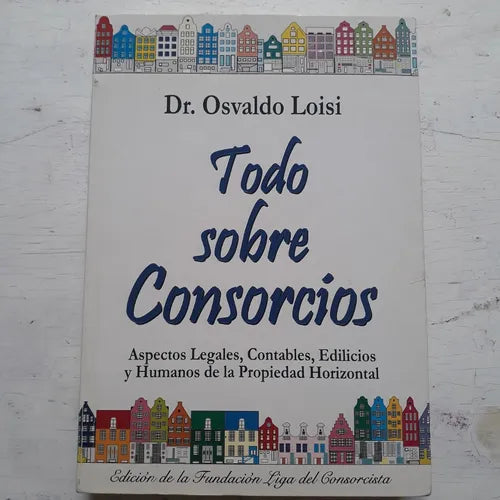 Dr. Osvaldo Loisi
Todo
sobre
Consorcios
Aspectos Legales, Contables, Edilicios
y Humanos de la Propiedad Horizontal
Edición de la Fundación Liga del Consorcista